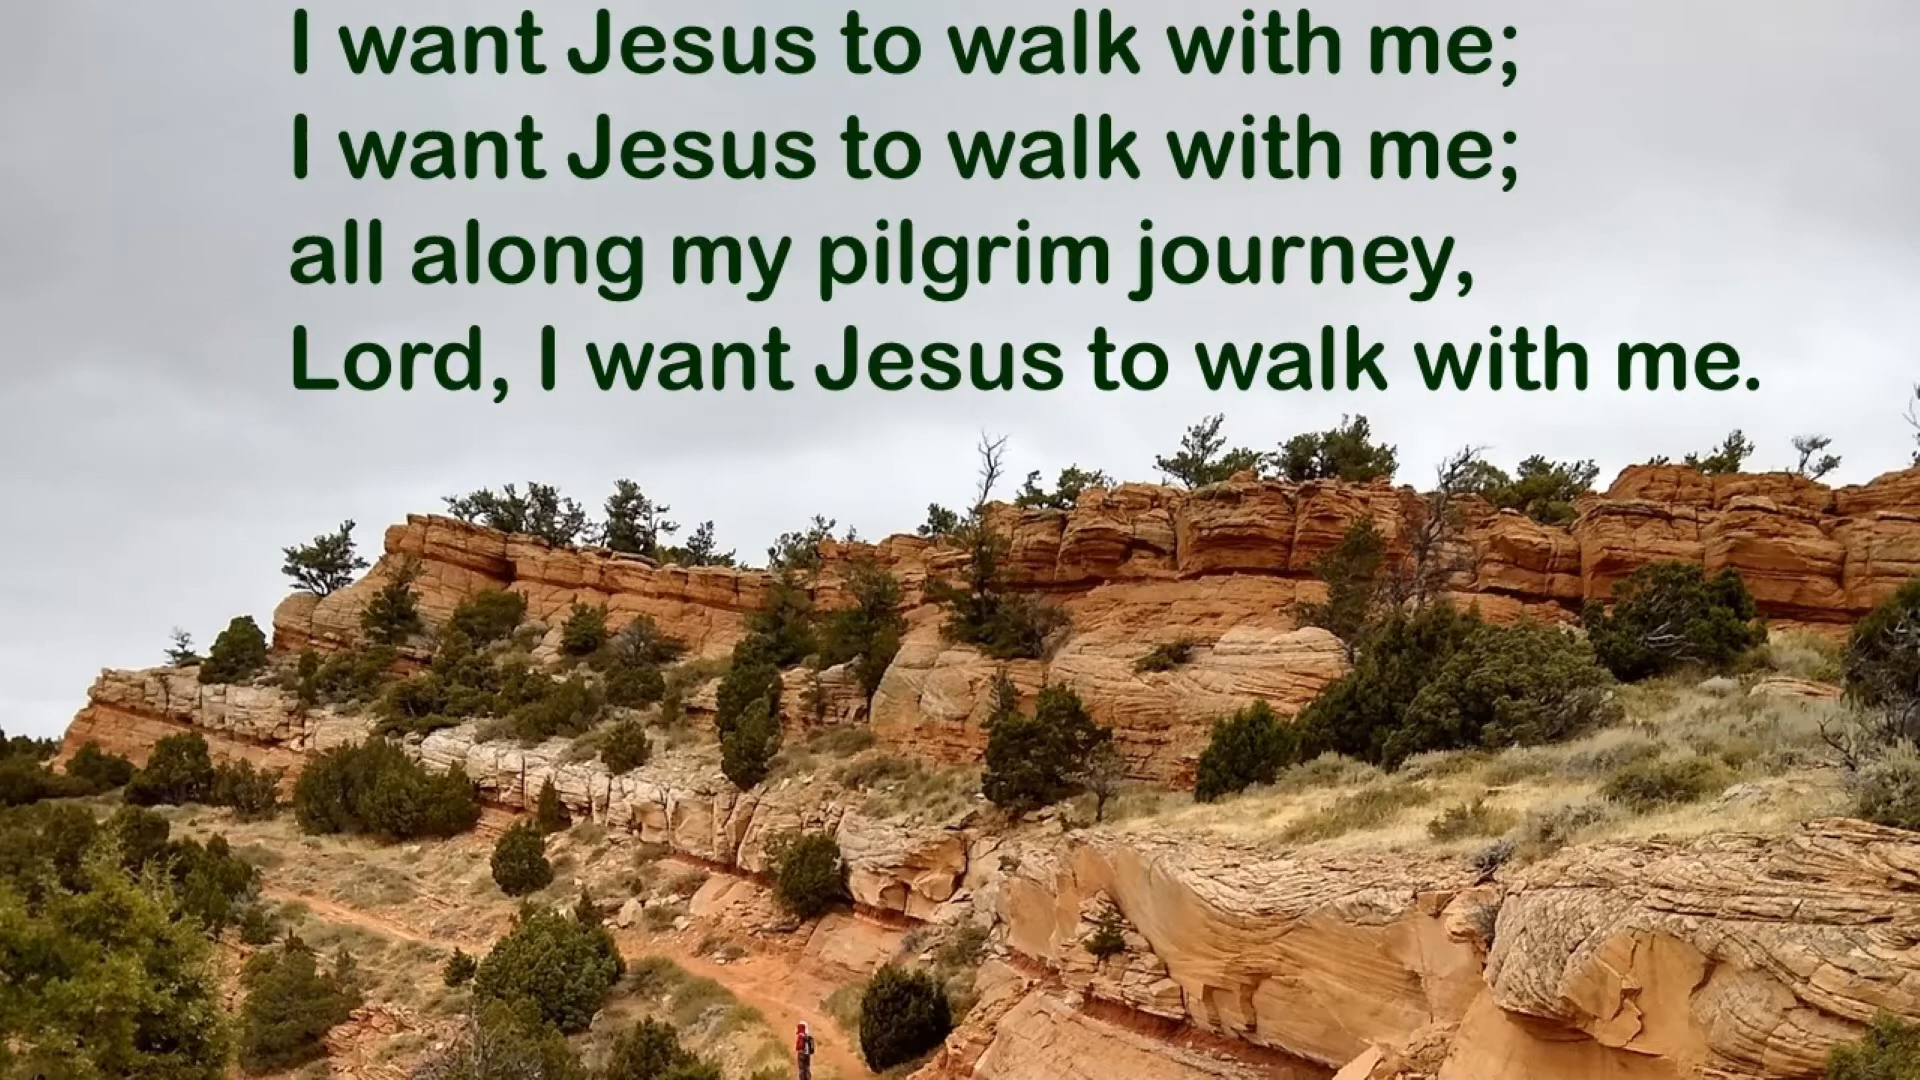 I want Jesus to walk with me;
I want Jesus to walk with me;
all along my pilgrim journey,
Lord, I want Jesus to walk with me.